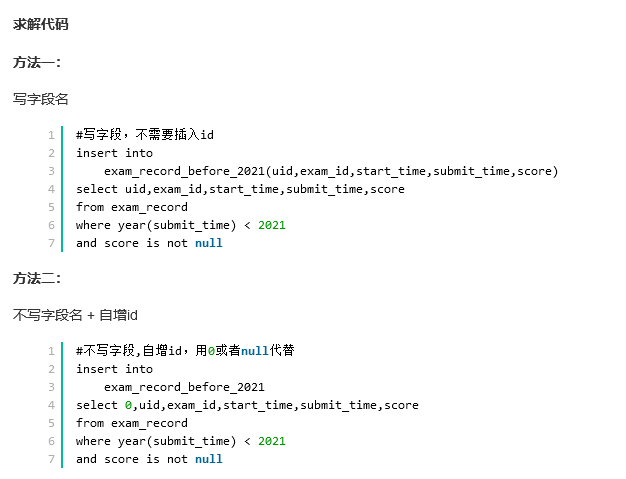 求解代码
方法一：
写字段名
1 #写字段，不需要插入id
2 insert into
3     exam_record_before_2021(uid,exam_id,start_time,submit_time,score)
4 select uid,exam_id,start_time,submit_time,score
5 from exam_record
6 where year(submit_time) < 2021
7 and score is not null
方法二：
不写字段名 + 自增id
1 #不写字段,自增id，用0或者null代替
2 insert into
3     exam_record_before_2021
4 select 0,uid,exam_id,start_time,submit_time,score
5 from exam_record
6 where year(submit_time) < 2021
7 and score is not null